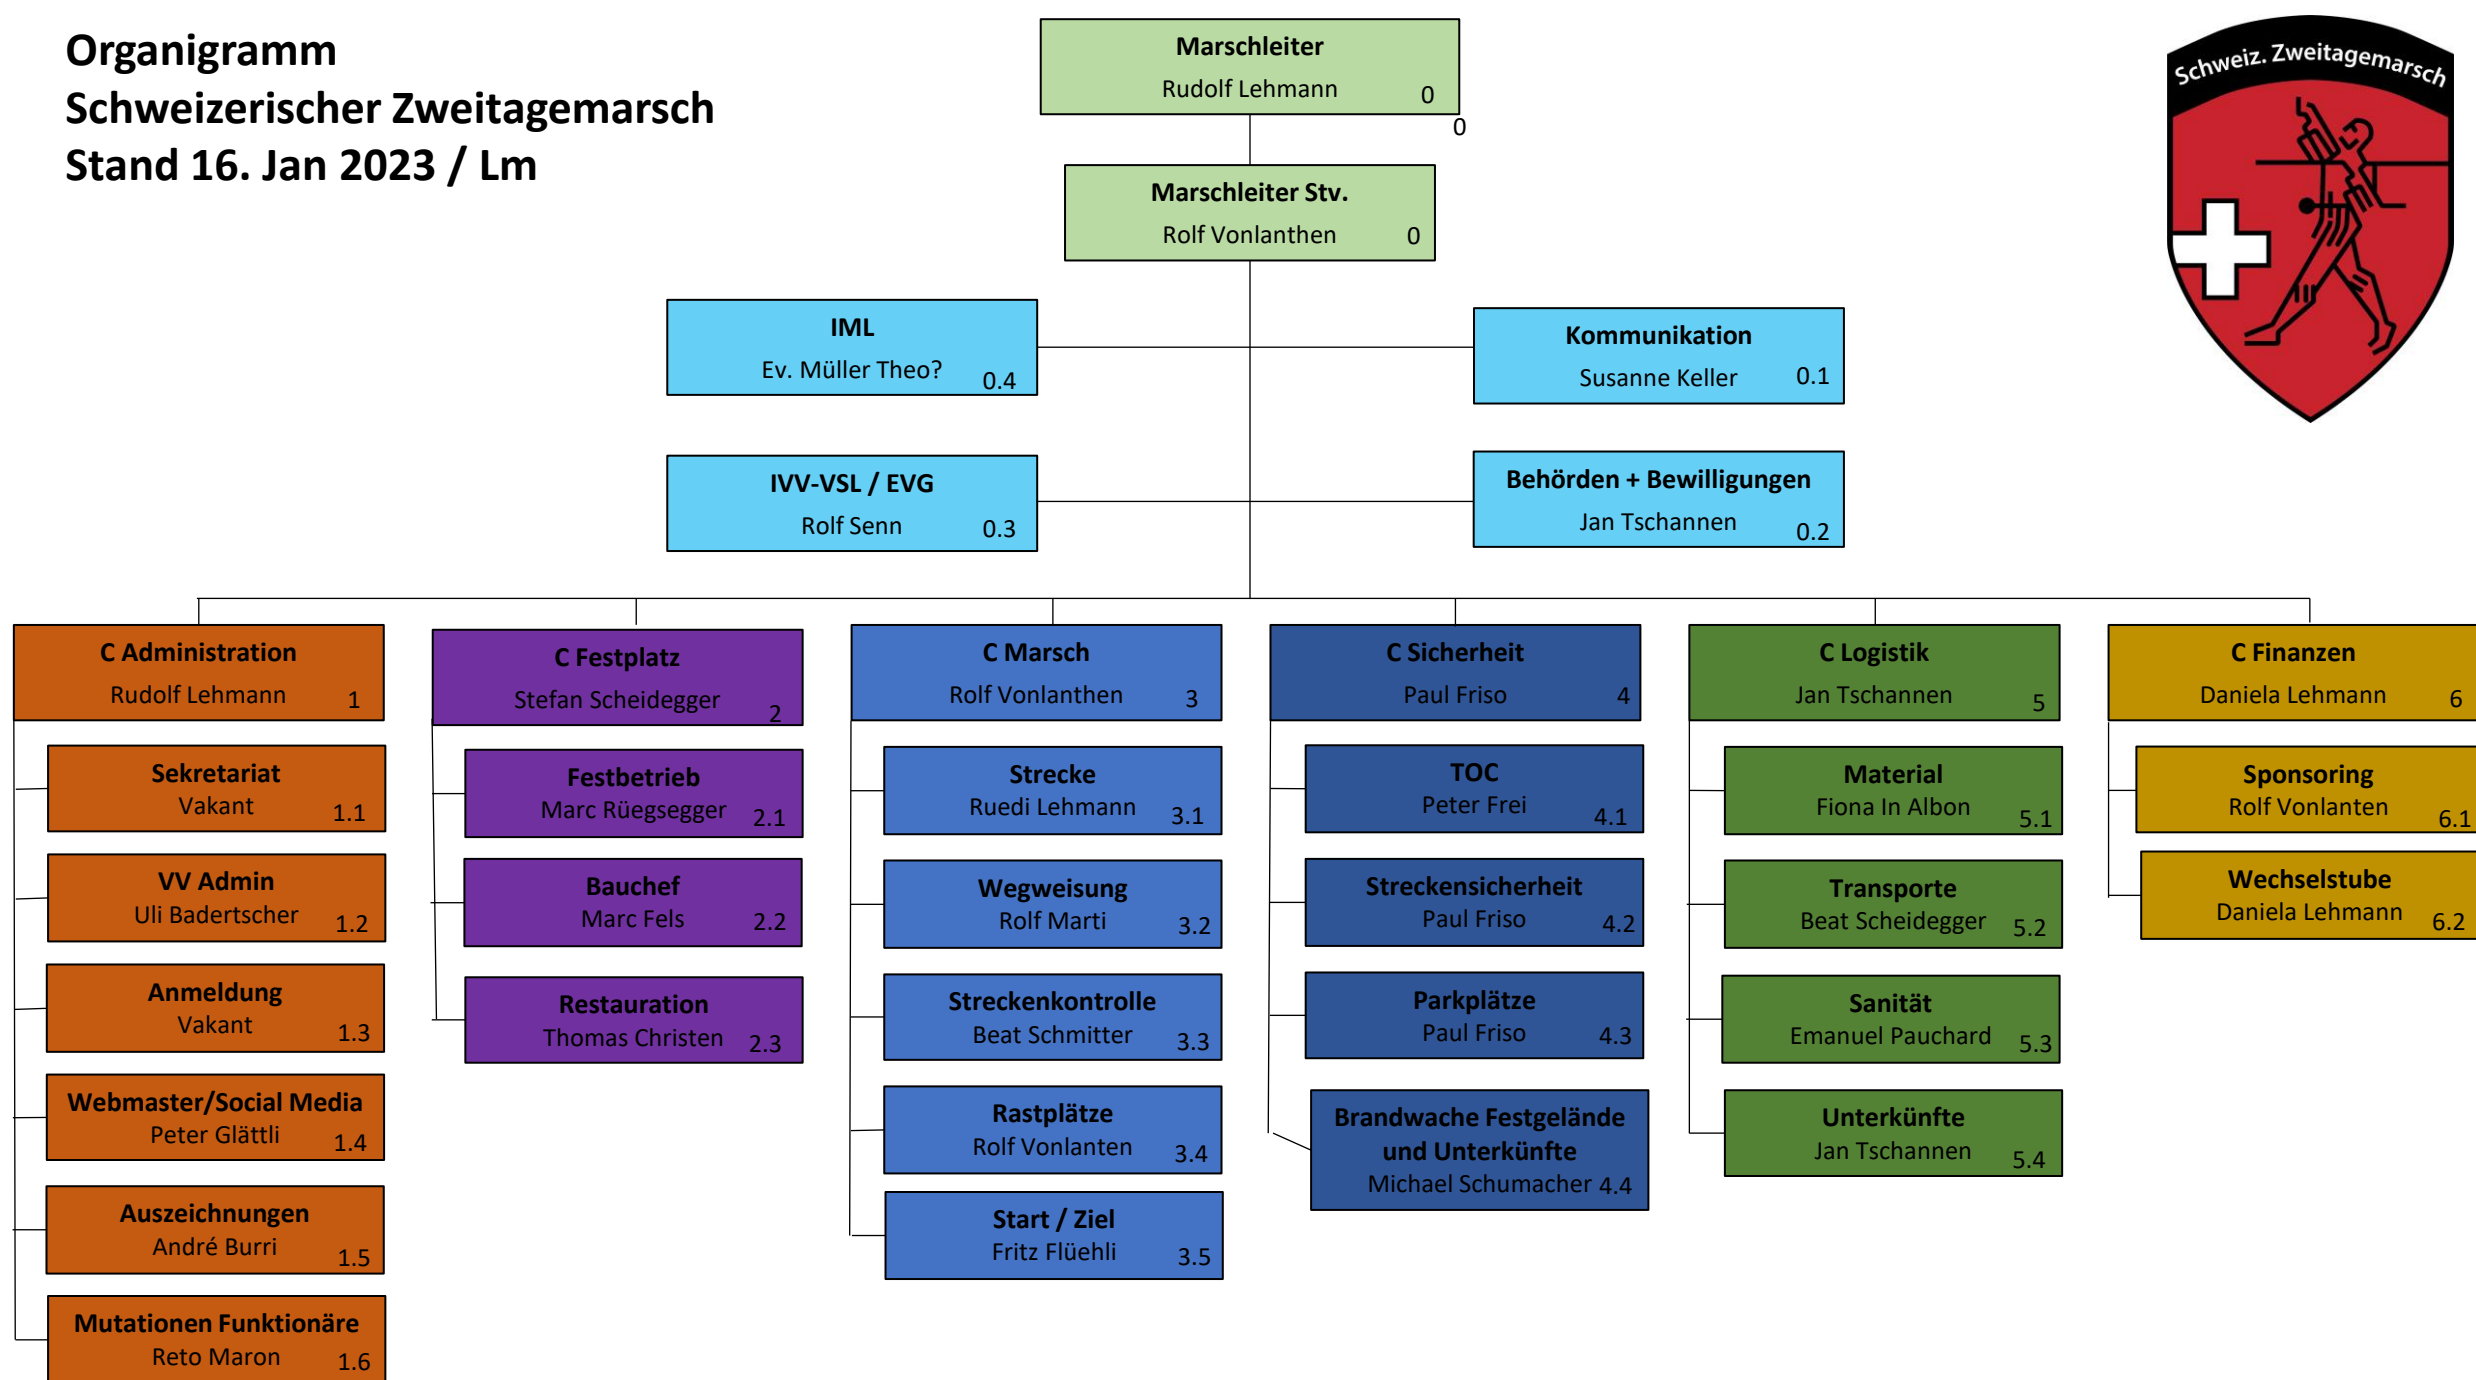 Organigramm
Schweizerischer Zweitagemarsch
Stand 16. Jan 2023 / Lm
Marschleiter
Rudolf Lehmann 0
0
Marschleiter Stv.
Rolf Vonlanthen 0
Schweiz. Zweitagemarsch
IML
Ev. Müller Theo? 0.4
Kommunikation
Susanne Keller 0.1
IVV-VSL / EVG
Rolf Senn 0.3
Behörden + Bewilligungen
Jan Tschannen 0.2
C Administration
Rudolf Lehmann 1
Sekretariat
Vakant 1.1
VV Admin
Uli Badertscher 1.2
Anmeldung
Vakant 1.3
Webmaster/Social Media
Peter Glättli 1.4
Auszeichnungen
André Burri 1.5
Mutationen Funktionäre
Reto Maron 1.6
C Festplatz
Stefan Scheidegger 2
Festbetrieb
Marc Rüegsegger 2.1
Bauchef
Marc Fels 2.2
Restauration
Thomas Christen 2.3
C Marsch
Rolf Vonlanthen 3
Strecke
Ruedi Lehmann 3.1
Wegweisung
Rolf Marti 3.2
Streckenkontrolle
Beat Schmitter 3.3
Rastplätze
Rolf Vonlanten 3.4
Start / Ziel
Fritz Flüehli 3.5
C Sicherheit
Paul Friso 4
TOC
Peter Frei 4.1
Streckensicherheit
Paul Friso 4.2
Parkplätze
Paul Friso 4.3
Brandwache Festgelände
und Unterkünfte
Michael Schumacher 4.4
C Logistik
Jan Tschannen 5
Material
Fiona In Albon 5.1
Transporte
Beat Scheidegger 5.2
Sanität
Emanuel Pauchard 5.3
Unterkünfte
Jan Tschannen 5.4
C Finanzen
Daniela Lehmann 6
Sponsoring
Rolf Vonlanten 6.1
Wechselstube
Daniela Lehmann 6.2